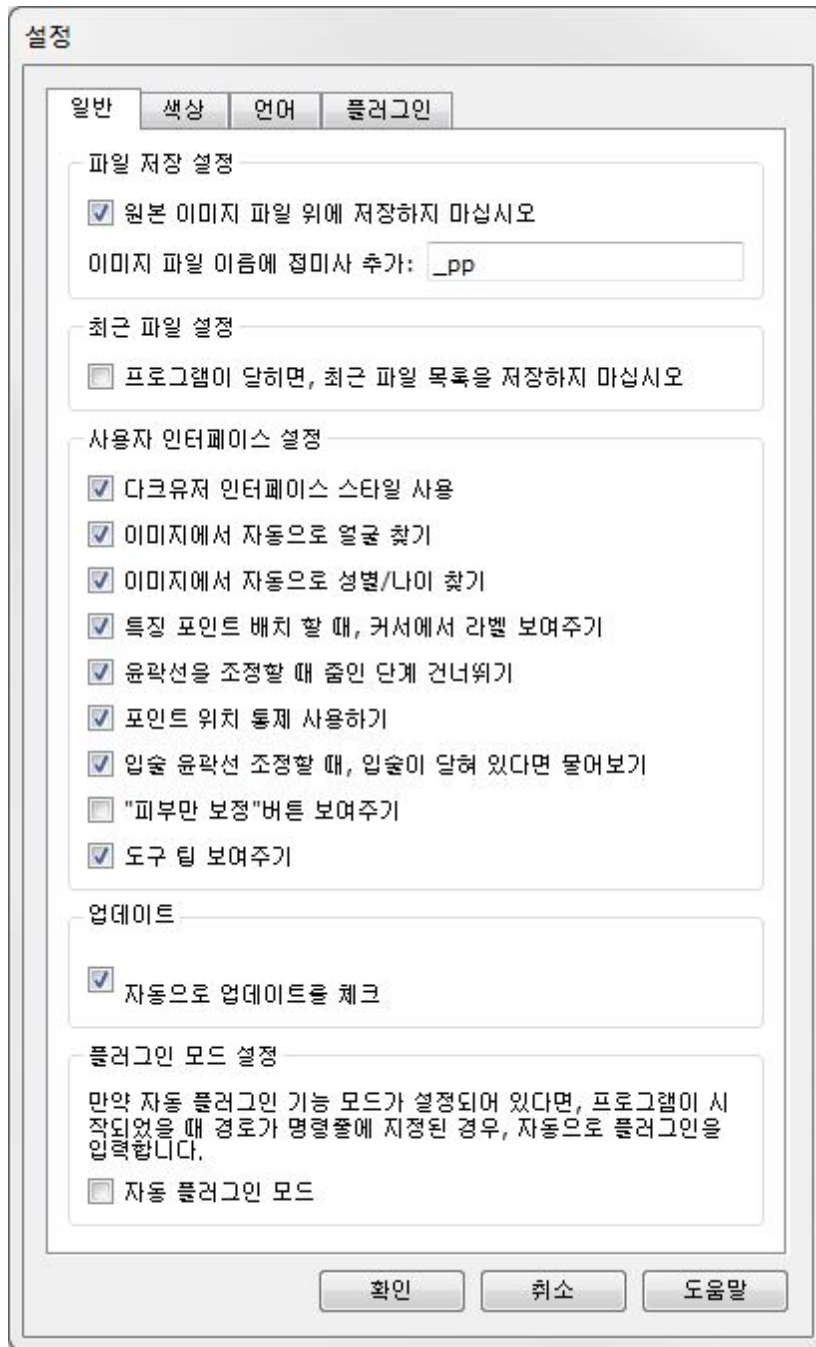 설정
일반 색상 언어 플러그인
파일 저장 설정
원본 이미지 파일 위에 저장하지 마십시오
이미지 파일 이름에 접미사 추가: _pp
최근 파일 설정
프로그램이 닫히면, 최근 파일 목록을 저장하지 마십시오
사용자 인터페이스 설정
다크유저 인터페이스 스타일 사용
이미지에서 자동으로 얼굴 찾기
이미지에서 자동으로 성별/나이 찾기
특징 포인트 배치 할 때, 커서에서 라벨 보여주기
윤곽선을 조정할 때 줌인 단계 건너뛰기
포인트 위치 통제 사용하기
입술 윤곽선 조정할 때, 입술이 닫혀 있다면 물어보기
"피부만 보정"버튼 보여주기
도구 팁 보여주기
업데이트
자동으로 업데이트를 체크
플러그인 모드 설정
만약 자동 플러그인 기능 모드가 설정되어 있다면, 프로그램이 시
작되었을 때 경로가 명령줄에 지정된 경우, 자동으로 플러그인을
입력합니다.
자동 플러그인 모드
확인 취소 도움말